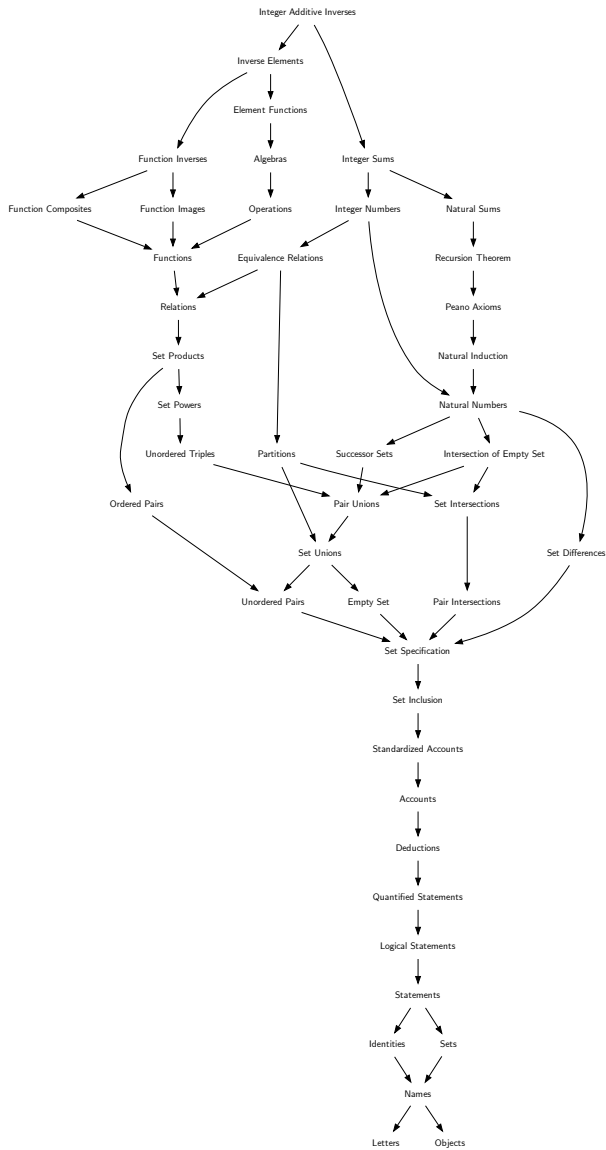 Integer Additive Inverses
Inverse Elements
Element Functions
Function Inverses
Algebras
Integer Sums
Function Composites
Function Images
Operations
Integer Numbers
Natural Sums
Functions
Equivalence Relations
Recursion Theorem
Relations
Peano Axioms
Set Products
Natural Induction
Set Powers
Natural Numbers
Unordered Triples
Partitions
Successor Sets
Intersection of Empty Set
Ordered Pairs
Pair Unions
Set Intersections
Set Unions
Set Differences
Unordered Pairs
Empty Set
Pair Intersections
Set Specification
Set Inclusion
Standardized Accounts
Accounts
Deductions
Quantified Statements
Logical Statements
Statements
Identities
Sets
Names
Letters
Objects